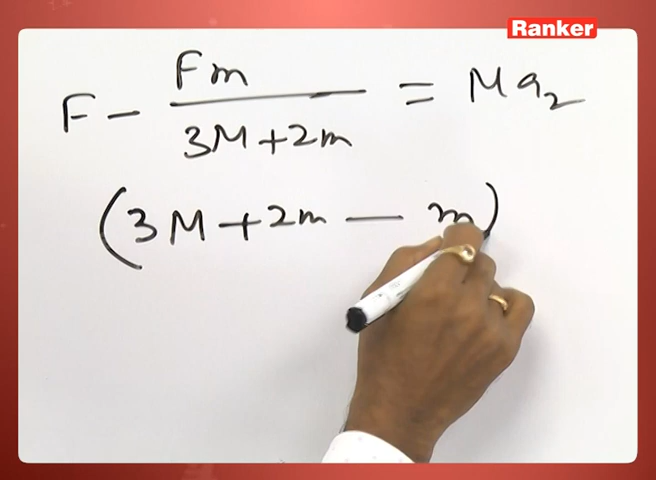 Ranker
F - Fm / 3M+2m = Ma₂
(3M+2m - m)